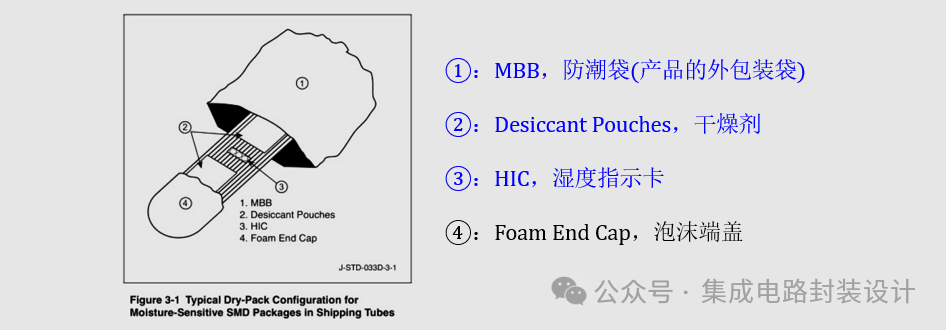 ①
②
③
④
1. MBB
2. Desiccant Pouches
3. HIC
4. Foam End Cap
J-STD-033D-3-1
Figure 3-1 Typical Dry-Pack Configuration for
Moisture-Sensitive SMD Packages in Shipping Tubes
①：MBB，防潮袋(产品的外包装袋)
②：Desiccant Pouches，干燥剂
③：HIC，湿度指示卡
④：Foam End Cap，泡沫端盖
公众号 · 集成电路封装设计